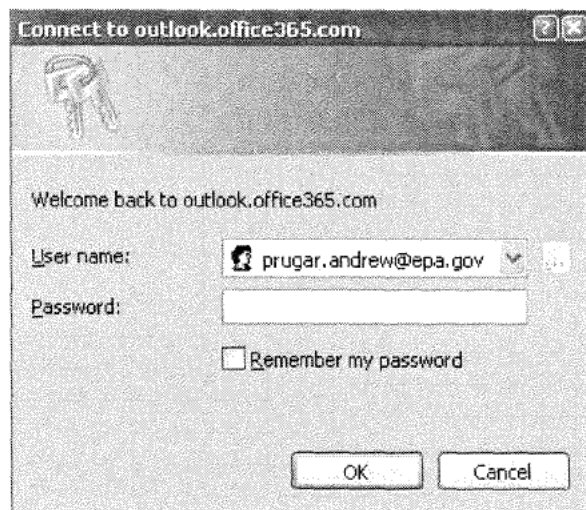 Connect to outlook.office365.com
Welcome back to outlook.office365.com
User name: prugar.andrew@epa.gov
Password:
Remember my password
OK Cancel